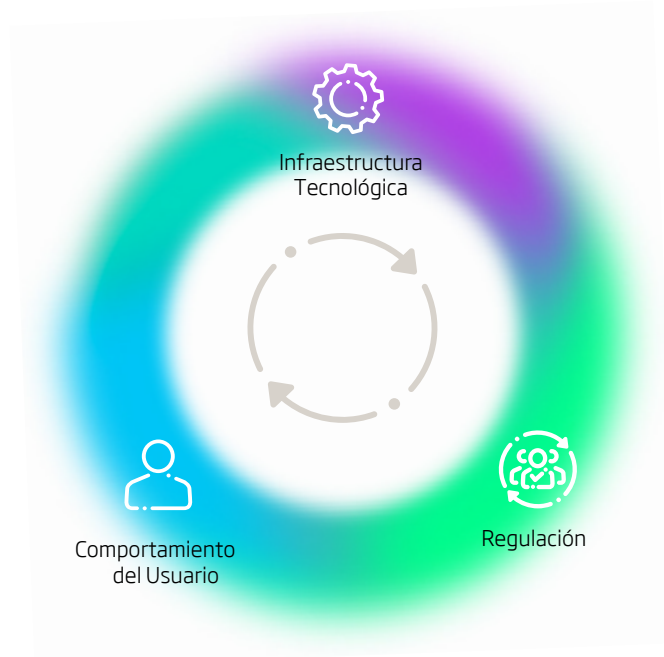 Infraestructura
Tecnológica
Comportamiento
del Usuario
Regulación